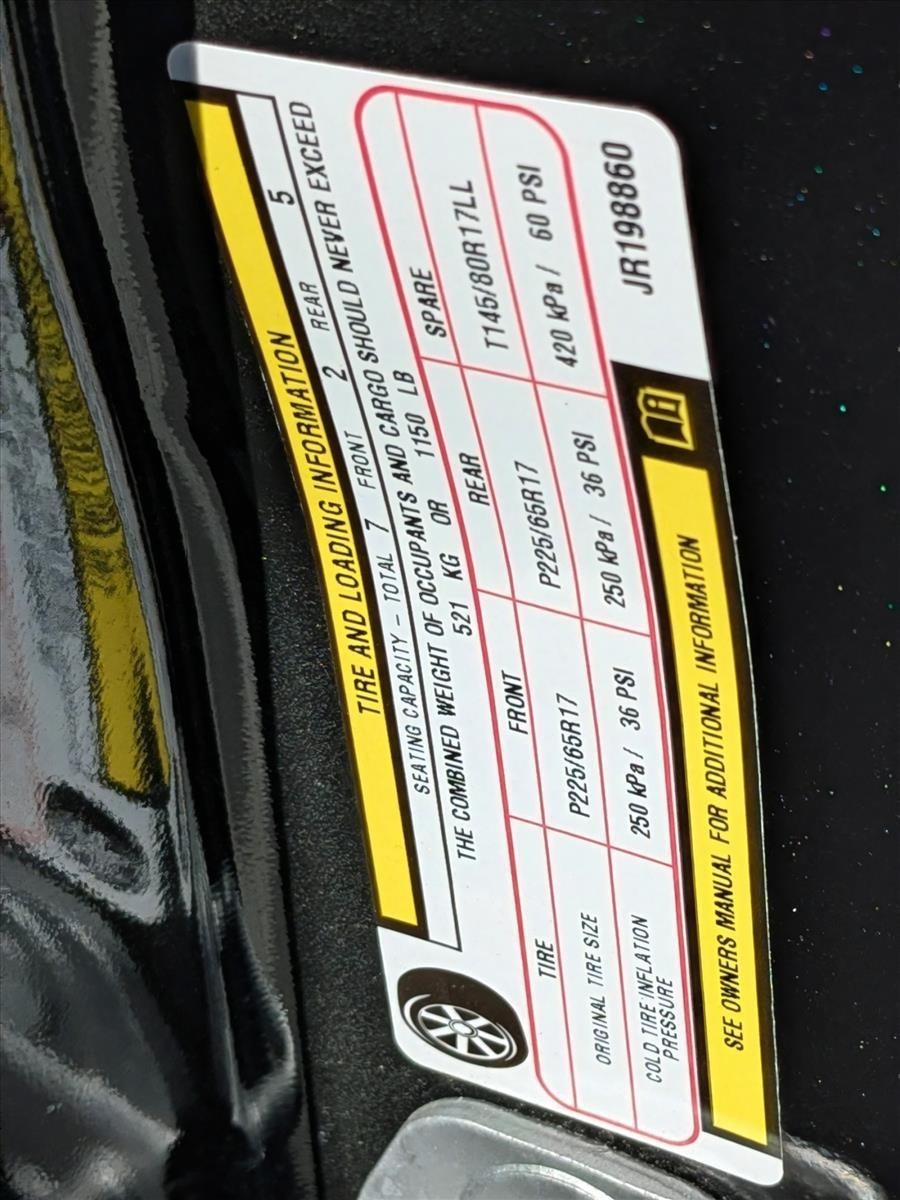 TIRE AND LOADING INFORMATION
SEATING CAPACITY - TOTAL 7 FRONT 2 REAR 5
THE COMBINED WEIGHT OF OCCUPANTS AND CARGO SHOULD NEVER EXCEED
521 KG OR 1150 LB
TIRE FRONT REAR SPARE
ORIGINAL TIRE SIZE P225/65R17 P225/65R17 T145/80R17LL
COLD TIRE INFLATION PRESSURE 250 kPa / 36 PSI 250 kPa / 36 PSI 420 kPa / 60 PSI
SEE OWNERS MANUAL FOR ADDITIONAL INFORMATION
JR198860